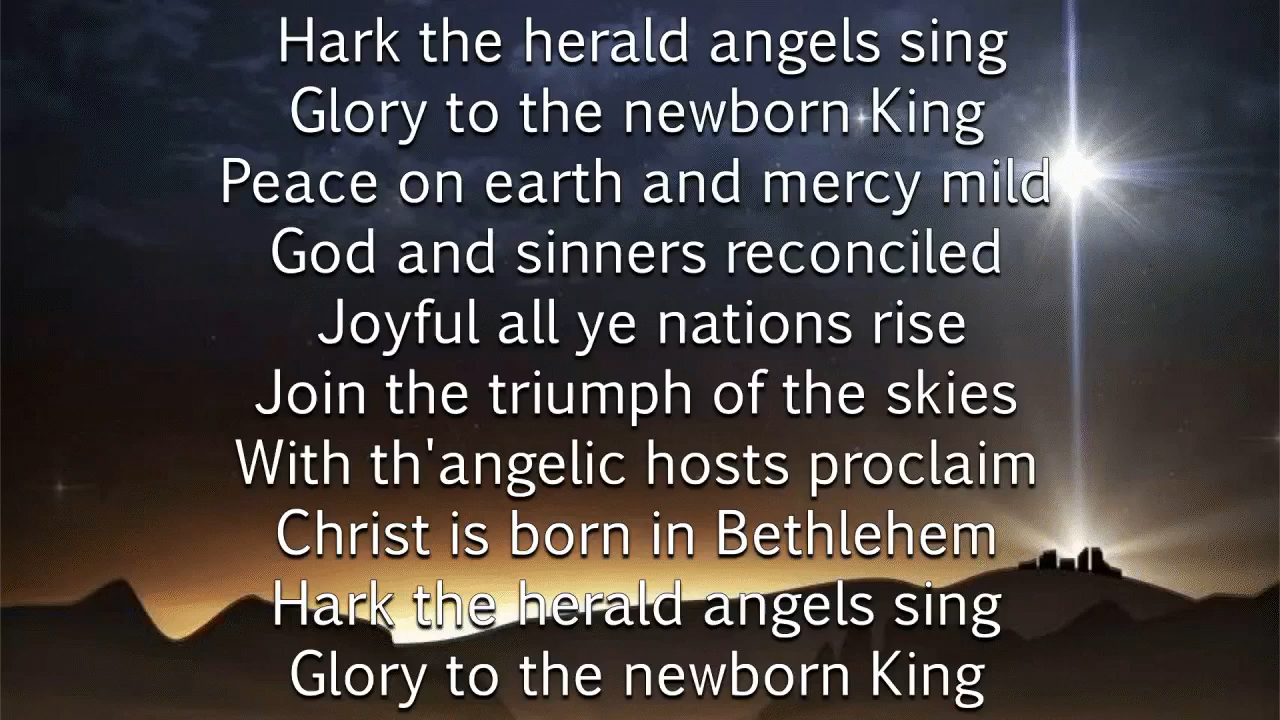 Hark the herald angels sing
Glory to the newborn King
Peace on earth and mercy mild
God and sinners reconciled
Joyful all ye nations rise
Join the triumph of the skies
With th'angelic hosts proclaim
Christ is born in Bethlehem
Hark the herald angels sing
Glory to the newborn King